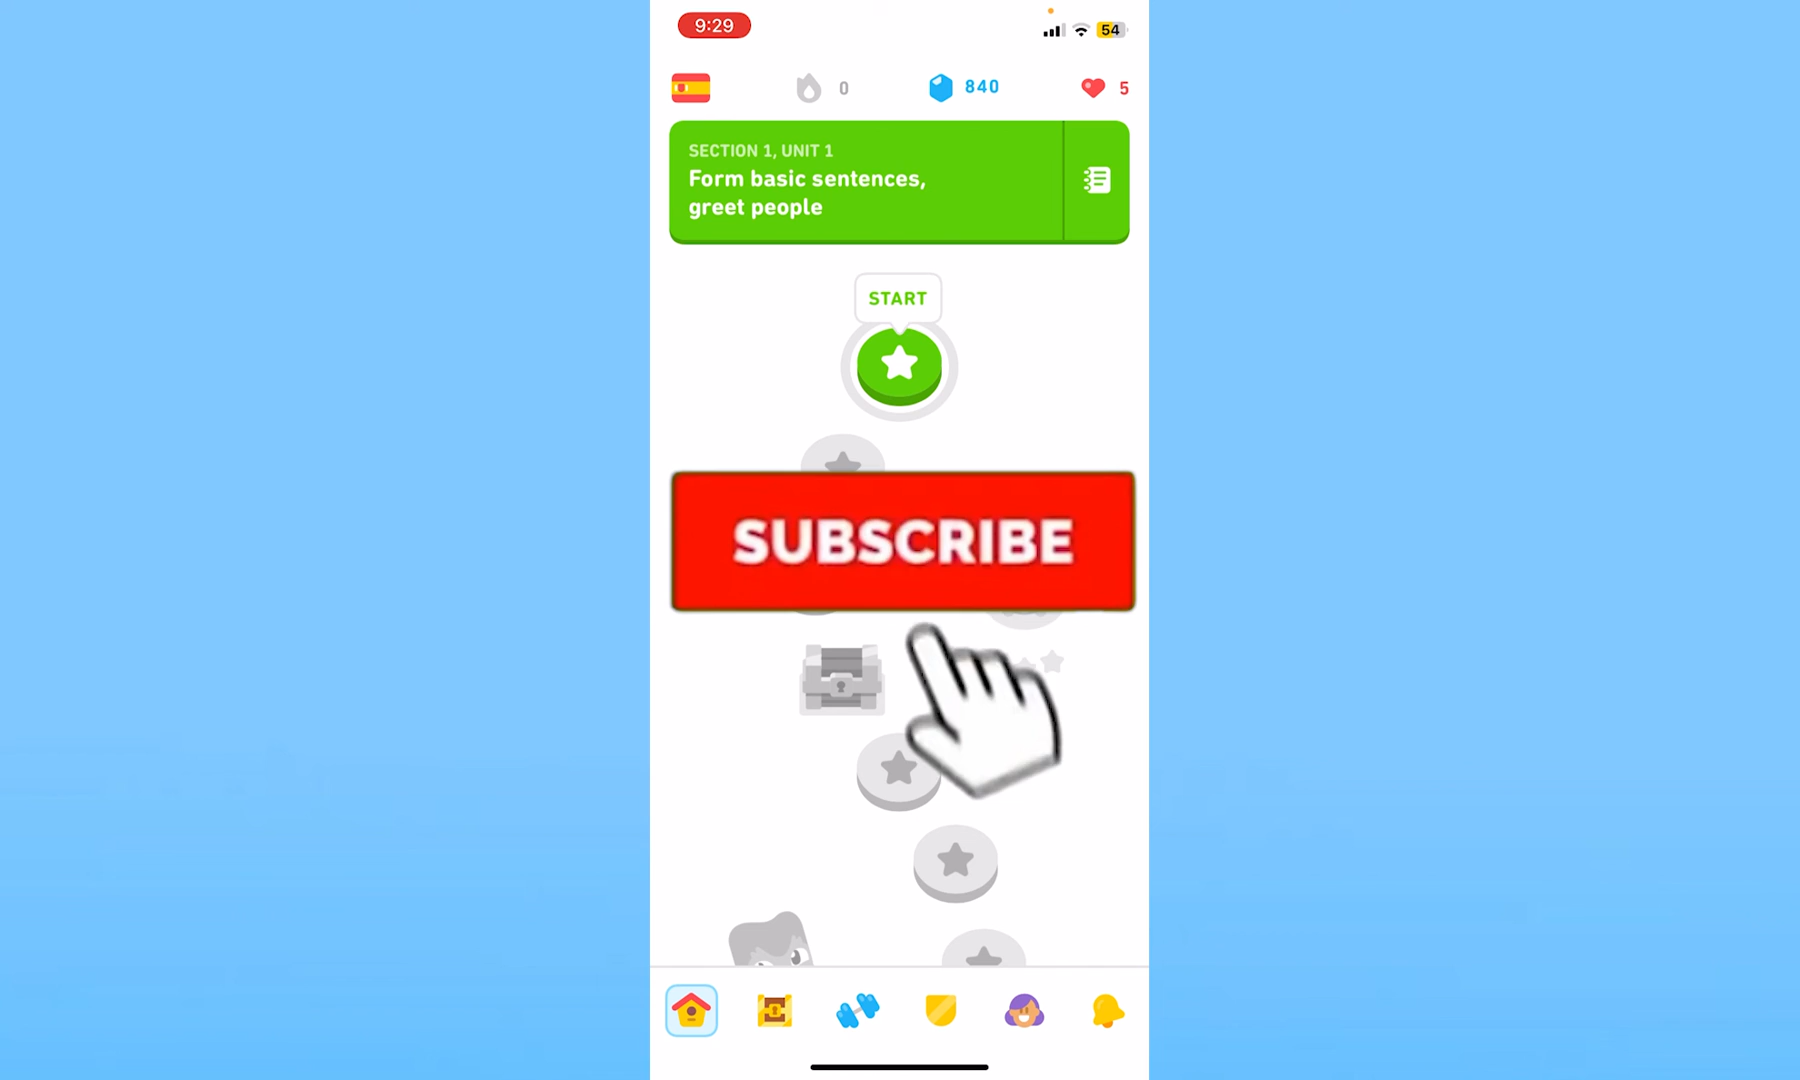 9:29
54
0
840
5
SECTION 1, UNIT 1
Form basic sentences,
greet people
START
SUBSCRIBE